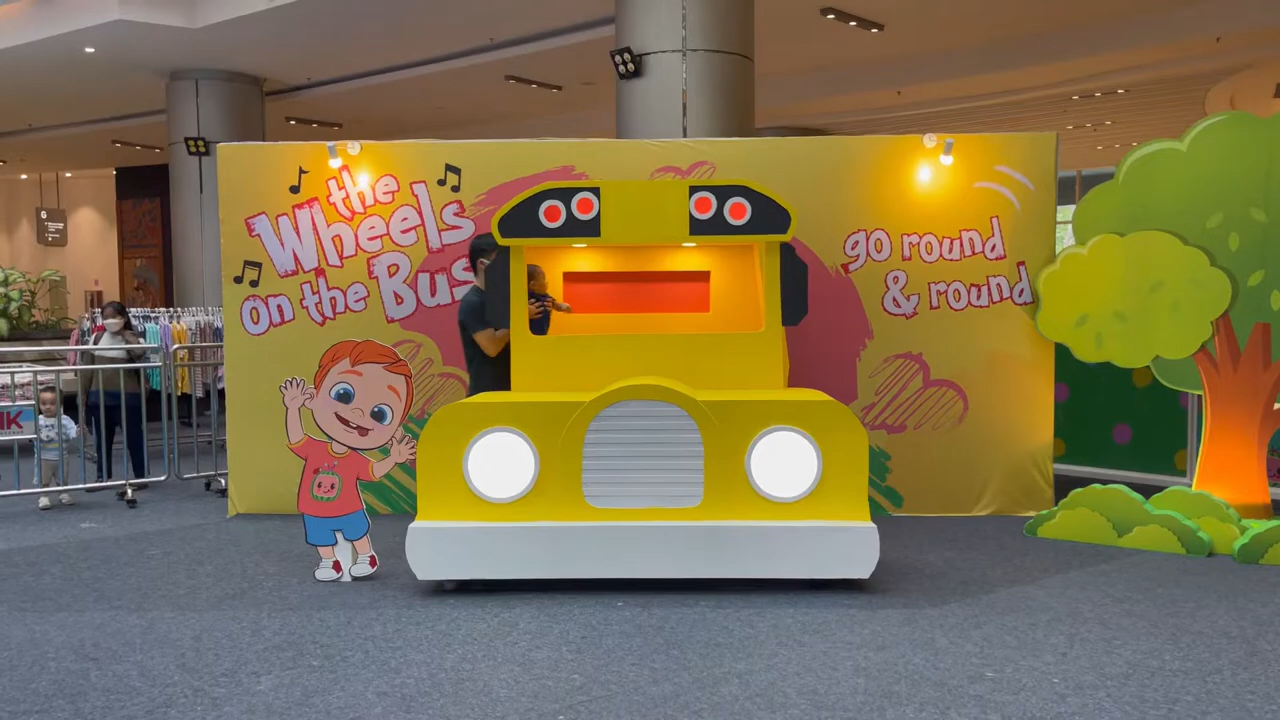 the
Wheels
on the Bus
go round
& round
G